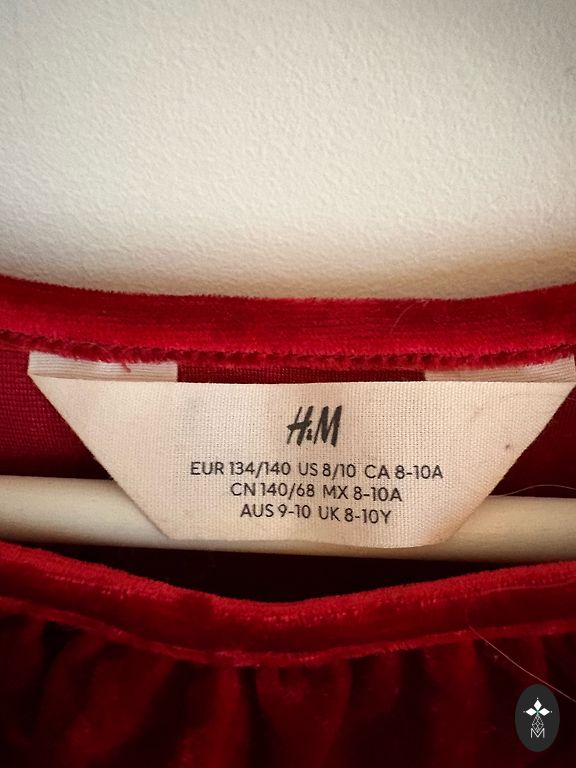 H&M
EUR 134/140 US 8/10 CA 8-10A
CN 140/68 MX 8-10A
AUS 9-10 UK 8-10Y
M